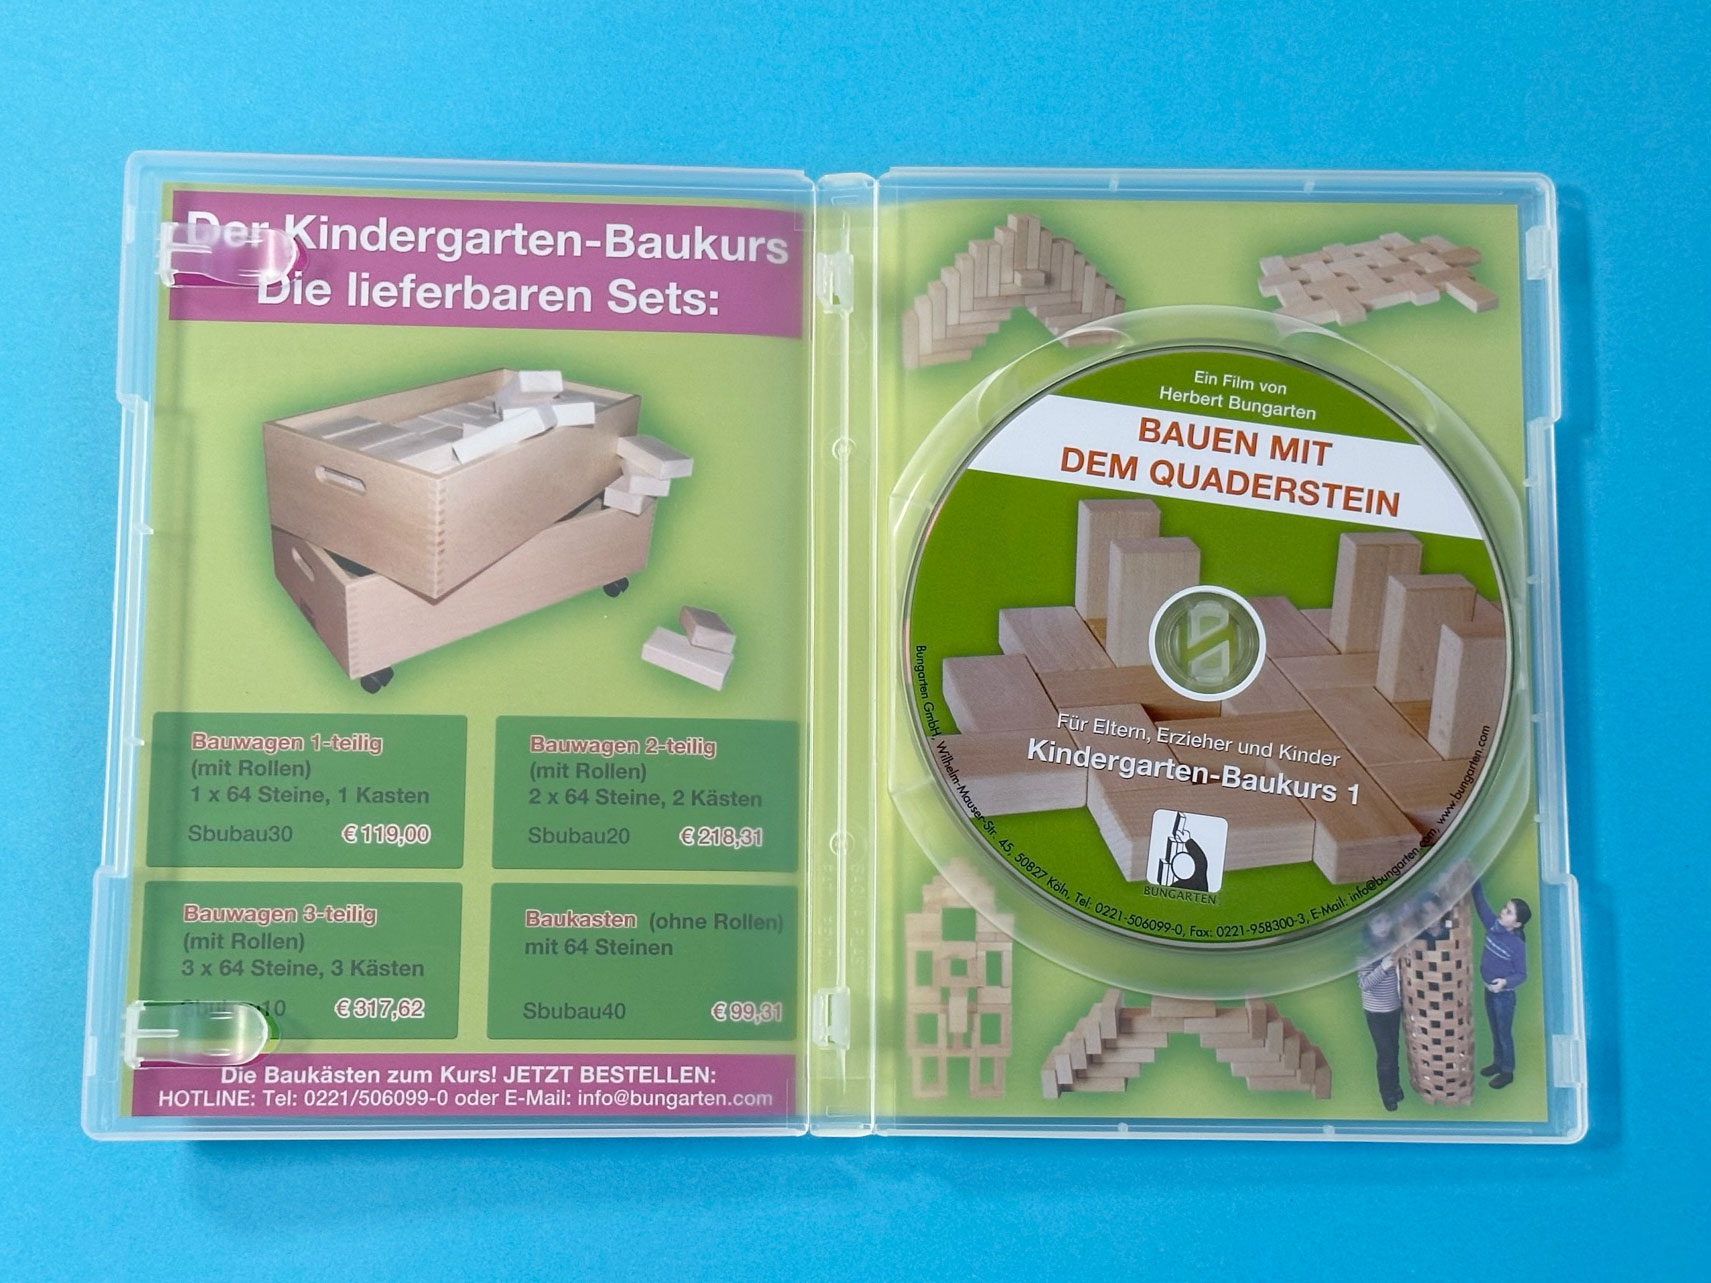 Der Kindergarten-Baukurs
Die lieferbaren Sets:
Bauwagen 1-teilig
(mit Rollen)
1 x 64 Steine, 1 Kasten
Sbubau30 € 119,00
Bauwagen 2-teilig
(mit Rollen)
2 x 64 Steine, 2 Kästen
Sbubau20 € 218,31
Bauwagen 3-teilig
(mit Rollen)
3 x 64 Steine, 3 Kästen
Sbubau10 € 317,62
Baukasten (ohne Rollen)
mit 64 Steinen
Sbubau40 € 99,31
Die Baukästen zum Kurs! JETZT BESTELLEN:
HOTLINE: Tel: 0221/506099-0 oder E-Mail: info@bungarten.com
Ein Film von
Herbert Bungarten
BAUEN MIT
DEM QUADERSTEIN
Für Eltern, Erzieher und Kinder
Kindergarten-Baukurs 1
BUNGARTEN
Bungarten GmbH, Wilhelm-Mauser-Str. 45, 50827 Köln, Tel: 0221-506099-0, Fax: 0221-958300-3, E-Mail: info@bungarten.com, www.bungarten.com